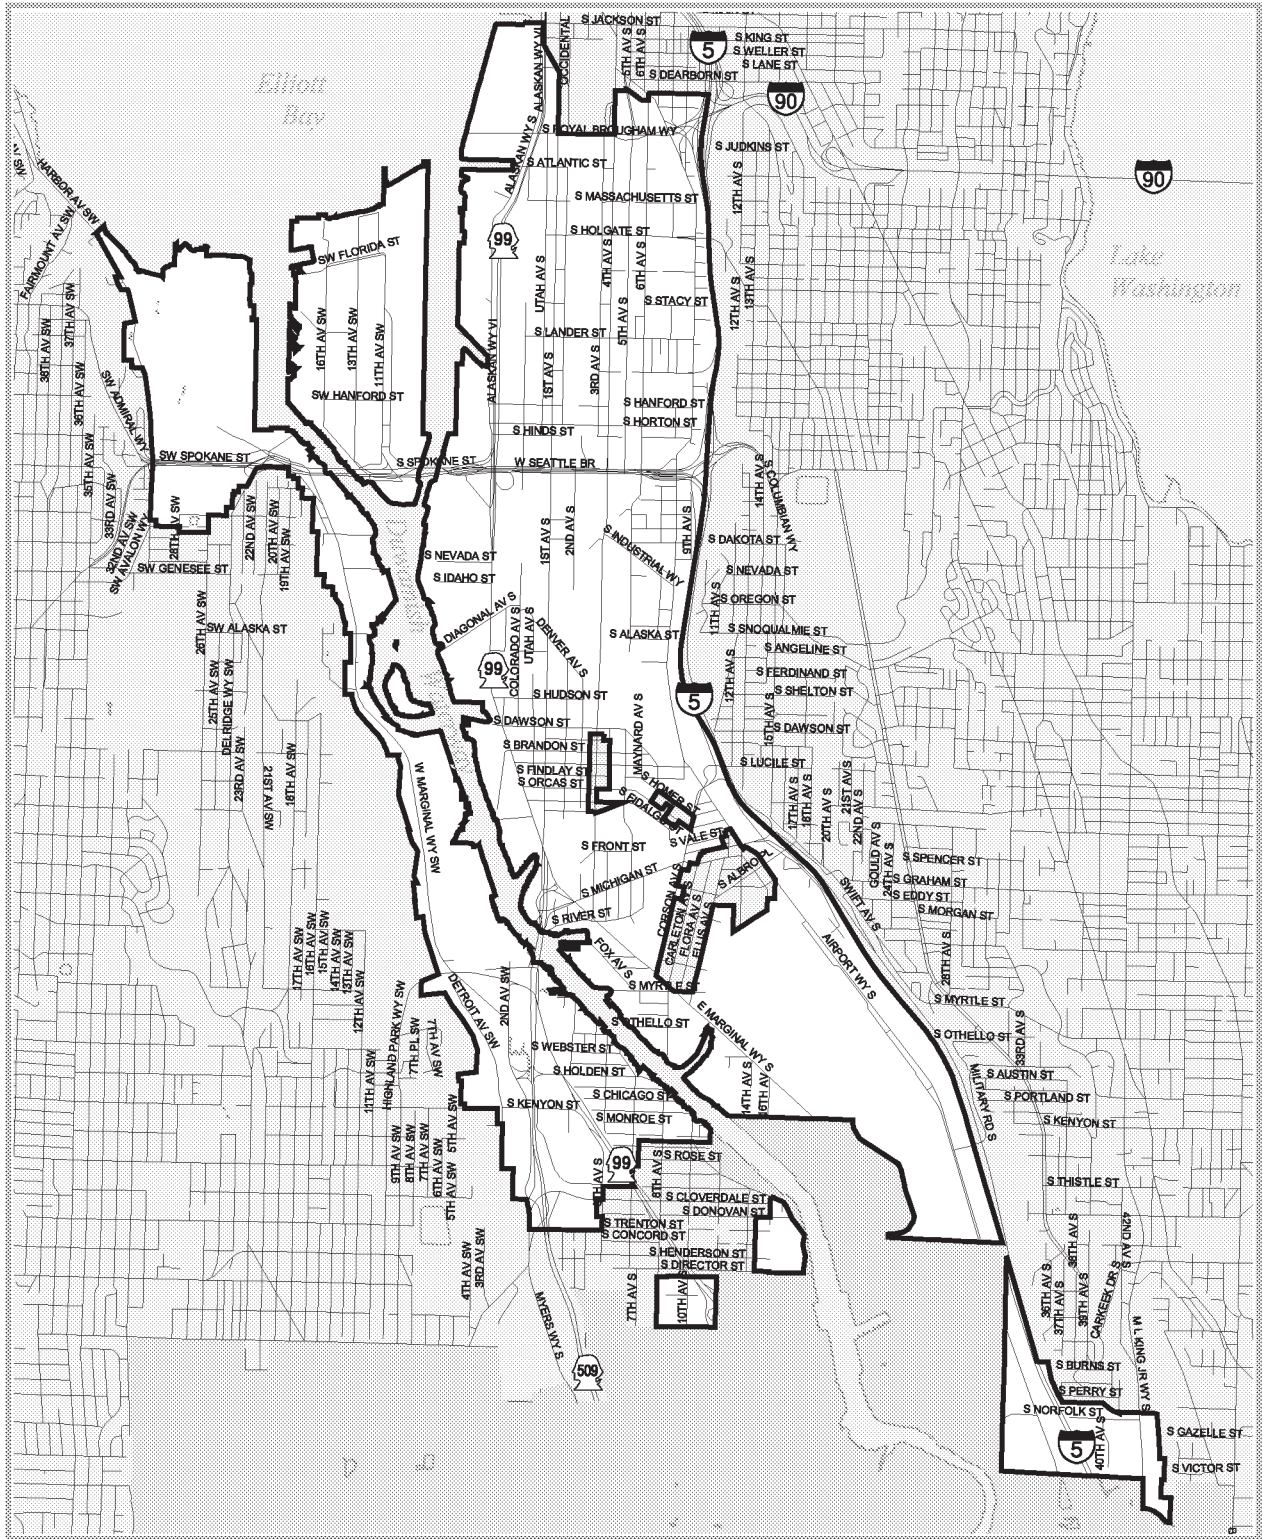 S JACKSON ST
S KING ST
S WELLER ST
S LANE ST
5
90
S DEARBORN ST
5TH AV S
6TH AV S
OCCIDENTAL
ALASKAN WY VI
Elliott
Bay
ALASKAN WY S
S ROYAL BROUGHAM WY
S JUDKINS ST
S ATLANTIC ST
90
12TH AV S
S MASSACHUSETTS ST
HARBOR AV SW
FAIRMOUNT AV SW
S HOLGATE ST
99
SW FLORIDA ST
Lake
Washington
4TH AV S
6TH AV S
UTAH AV S
12TH AV S
13TH AV S
S STACY ST
5TH AV S
S LANDER ST
38TH AV SW
37TH AV SW
16TH AV SW
13TH AV SW
11TH AV SW
ALASKAN WY VI
1ST AV S
3RD AV S
36TH AV SW
SW ADMIRAL WY
SW HANFORD ST
S HANFORD ST
S HORTON ST
S HINDS ST
SW SPOKANE ST
S SPOKANE ST
W SEATTLE BR
35TH AV SW
33RD AV SW
32ND AV SW
SW AVALON WY
28TH AV SW
22ND AV SW
20TH AV SW
19TH AV SW
14TH AV S
S COLUMBIAN WY
1ST AV S
2ND AV S
S INDUSTRIAL WY
S DAKOTA ST
S NEVADA ST
S NEVADA ST
SW GENESEE ST
S IDAHO ST
S OREGON ST
11TH AV S
26TH AV SW
SW ALASKA ST
DIAGONAL AV S
COLORADO AV S
UTAH AV S
DENVER AV S
S ALASKA ST
S SNOQUALMIE ST
S ANGELINE ST
99
S FERDINAND ST
12TH AV S
S SHELTON ST
25TH AV SW
DELRIDGE WY SW
S HUDSON ST
5
15TH AV S
S DAWSON ST
S DAWSON ST
MAYNARD AV S
S BRANDON ST
23RD AV SW
21ST AV SW
16TH AV SW
W MARGINAL WY SW
S FINDLAY ST
S ORCAS ST
S LUCILE ST
S HOMER ST
S FIDALGO ST
17TH AV S
18TH AV S
20TH AV S
21ST AV S
22ND AV S
S VALE ST
S FRONT ST
GOULD AV S
24TH AV S
S SPENCER ST
S MICHIGAN ST
S ALBRO PL
S GRAHAM ST
S EDDY ST
S MORGAN ST
SWIFT AV S
S RIVER ST
CORSON AV S
CARLETON AV S
FLORA AV S
ELLIS AV S
AIRPORT WY S
17TH AV SW
16TH AV SW
15TH AV SW
14TH AV SW
13TH AV SW
12TH AV SW
FOX AV S
28TH AV S
2ND AV SW
DETROIT AV SW
S MYRTLE ST
S MYRTLE ST
E MARGINAL WY S
S OTHELLO ST
S OTHELLO ST
33RD AV S
HIGHLAND PARK WY SW
7TH PL SW
7TH AV SW
11TH AV SW
S WEBSTER ST
S HOLDEN ST
14TH AV S
16TH AV S
S AUSTIN ST
MILITARY RD S
S CHICAGO ST
S PORTLAND ST
S KENYON ST
S MONROE ST
S KENYON ST
9TH AV SW
8TH AV SW
7TH AV SW
6TH AV SW
5TH AV SW
5TH AV SW
99
S ROSE ST
8TH AV S
S THISTLE ST
S CLOVERDALE ST
S DONOVAN ST
S TRENTON ST
S CONCORD ST
4TH AV SW
3RD AV SW
S HENDERSON ST
S DIRECTOR ST
38TH AV S
42ND AV S
36TH AV S
37TH AV S
39TH AV S
CARKEEK DR S
7TH AV S
10TH AV S
MYERS WY S
M L KING JR WY S
509
S BURNS ST
S PERRY ST
S NORFOLK ST
5
40TH AV S
S GAZELLE ST
S VICTOR ST